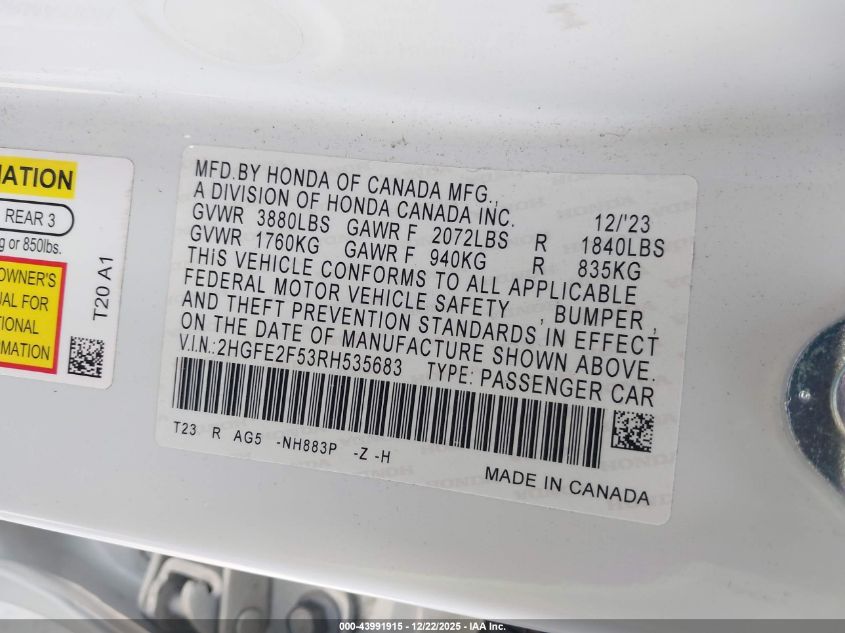 MATION
REAR 3
g or 850lbs.
OWNER'S
UAL FOR
TIONAL
RMATION
T20 A1
MFD.BY HONDA OF CANADA MFG.,
A DIVISION OF HONDA CANADA INC. 12/'23
GVWR 3880LBS GAWR F 2072LBS R 1840LBS
GVWR 1760KG GAWR F 940KG R 835KG
THIS VEHICLE CONFORMS TO ALL APPLICABLE
FEDERAL MOTOR VEHICLE SAFETY , BUMPER ,
AND THEFT PREVENTION STANDARDS IN EFFECT
ON THE DATE OF MANUFACTURE SHOWN ABOVE.
V.I.N.:2HGFE2F53RH535683 TYPE: PASSENGER CAR
T23 R AG5 -NH883P -Z -H
MADE IN CANADA
000-43991915 - 12/22/2025 - IAA Inc.